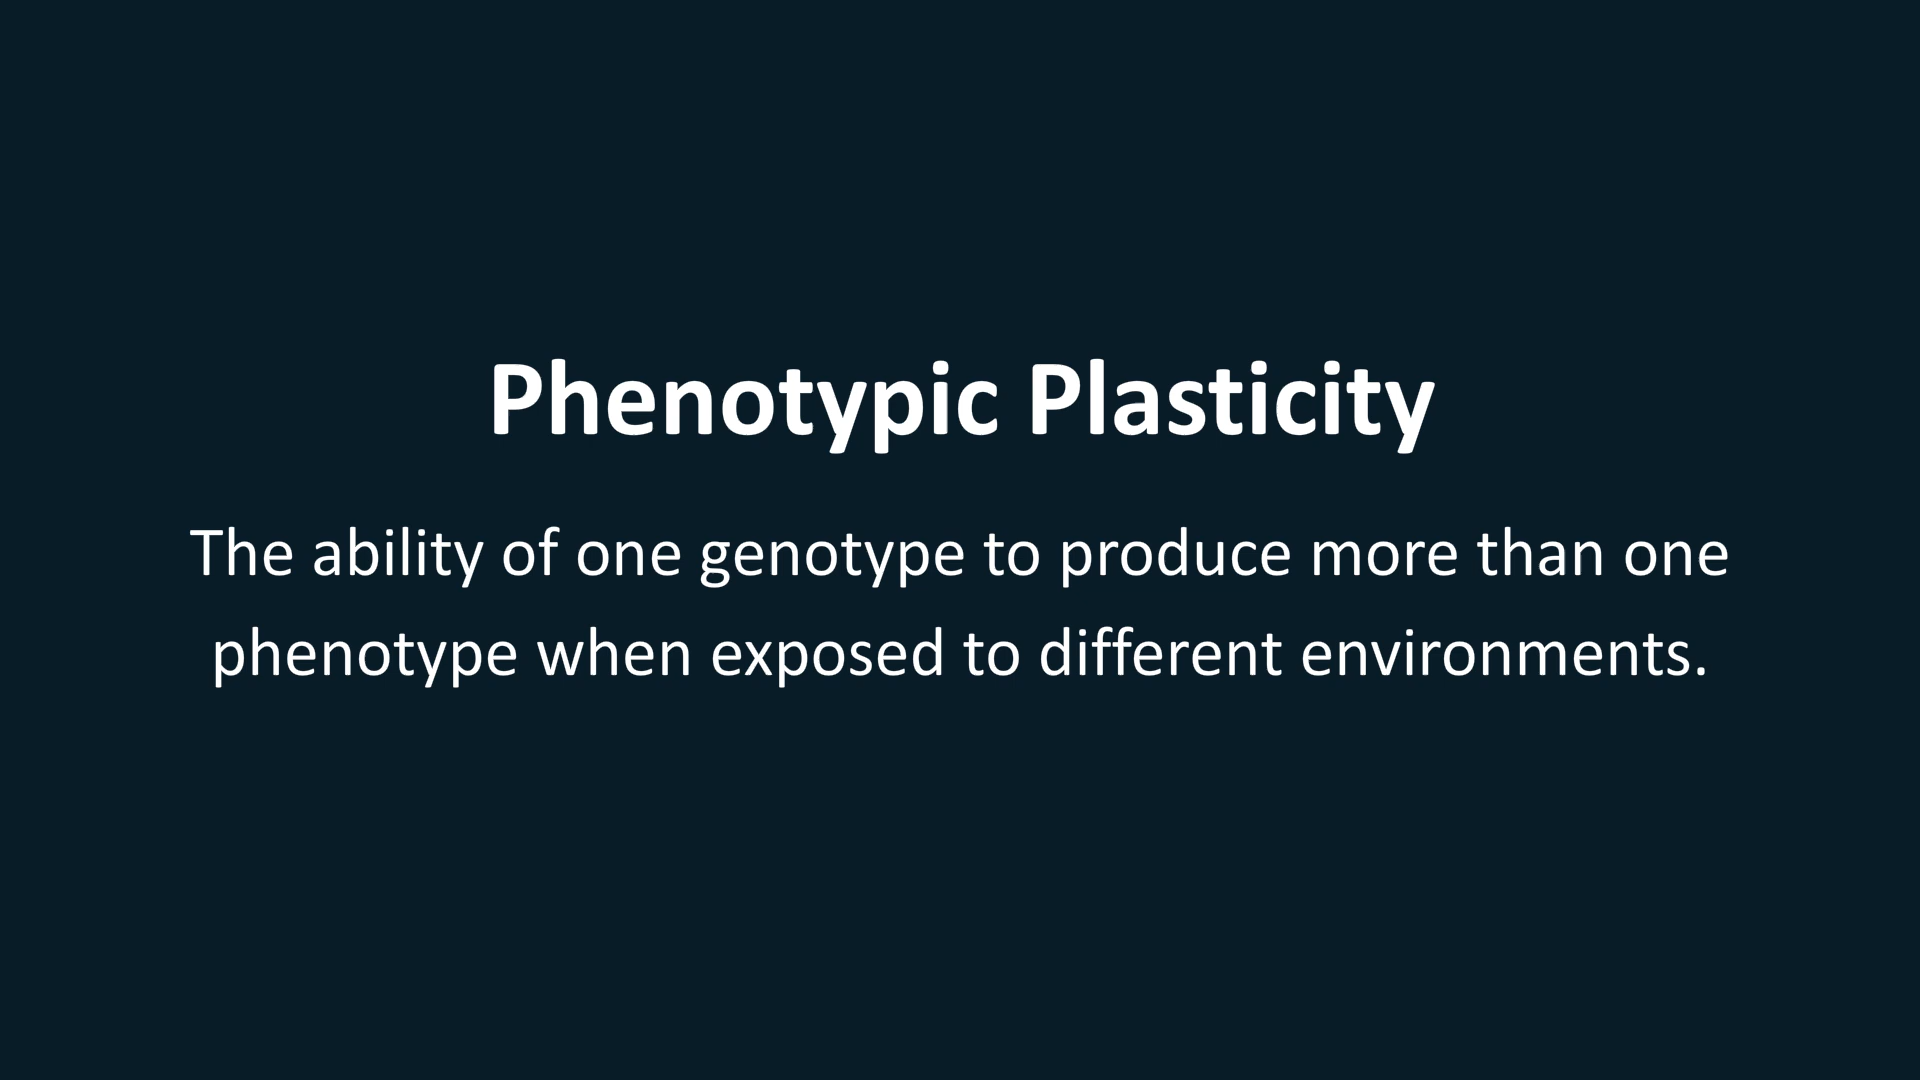 Phenotypic Plasticity
The ability of one genotype to produce more than one
phenotype when exposed to different environments.